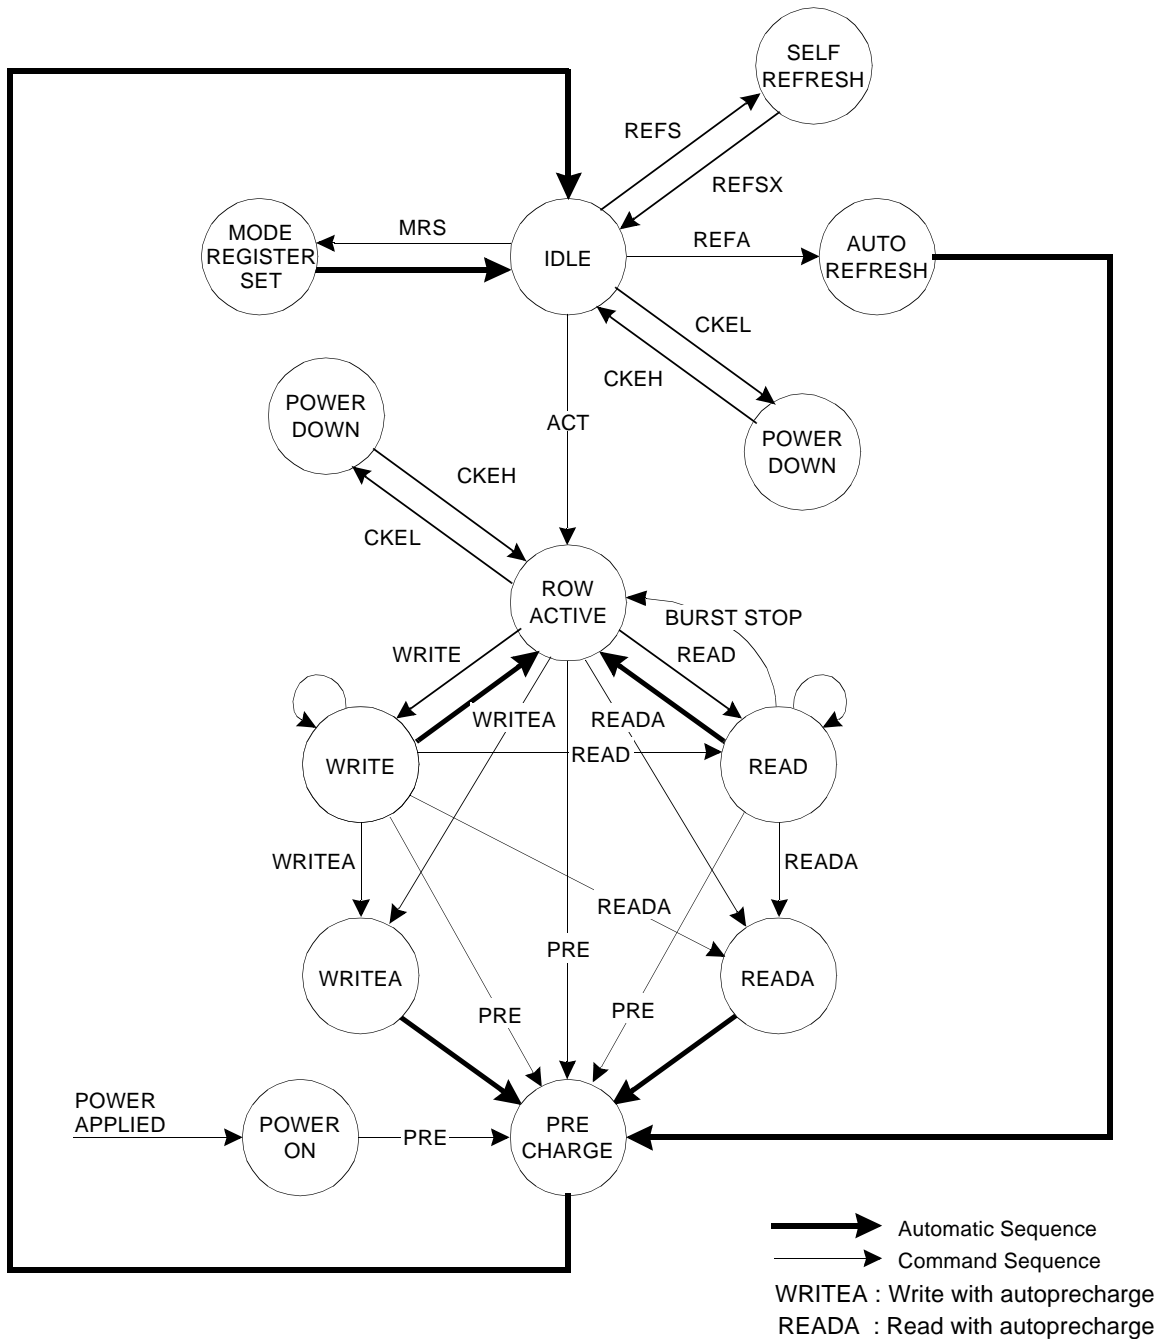 SELF
REFRESH
REFS
REFSX
MODE
REGISTER
SET
MRS
IDLE
REFA
AUTO
REFRESH
CKEL
CKEH
POWER
DOWN
ACT
POWER
DOWN
CKEH
CKEL
ROW
ACTIVE
BURST STOP
WRITE
READ
WRITEA
READA
WRITE
READ
READ
WRITEA
READA
READA
WRITEA
PRE
READA
PRE
PRE
POWER
APPLIED
POWER
ON
PRE
PRE
CHARGE
Automatic Sequence
Command Sequence
WRITEA : Write with autoprecharge
READA : Read with autoprecharge